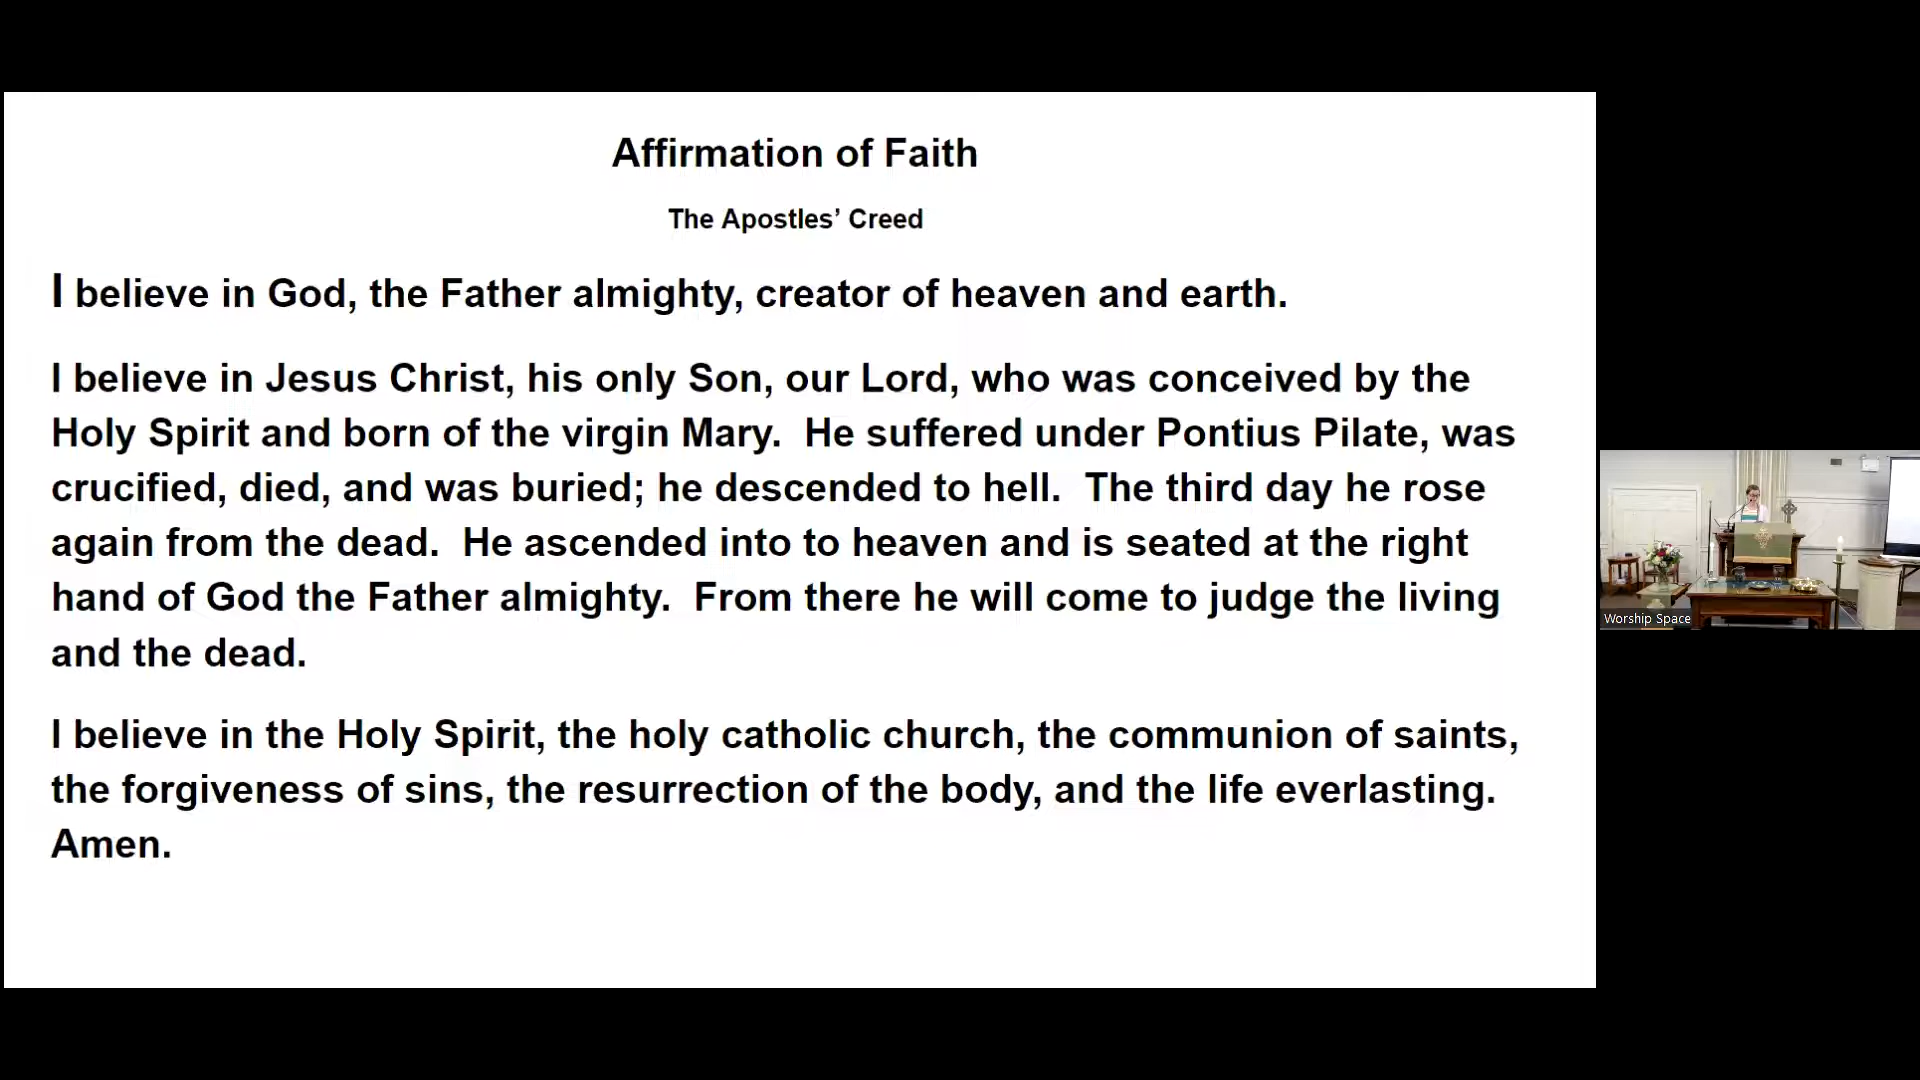 Affirmation of Faith
The Apostles’ Creed
I believe in God, the Father almighty, creator of heaven and earth.
I believe in Jesus Christ, his only Son, our Lord, who was conceived by the
Holy Spirit and born of the virgin Mary.  He suffered under Pontius Pilate, was
crucified, died, and was buried; he descended to hell.  The third day he rose
again from the dead.  He ascended into to heaven and is seated at the right
hand of God the Father almighty.  From there he will come to judge the living
and the dead.
I believe in the Holy Spirit, the holy catholic church, the communion of saints,
the forgiveness of sins, the resurrection of the body, and the life everlasting.
Amen.
Worship Space